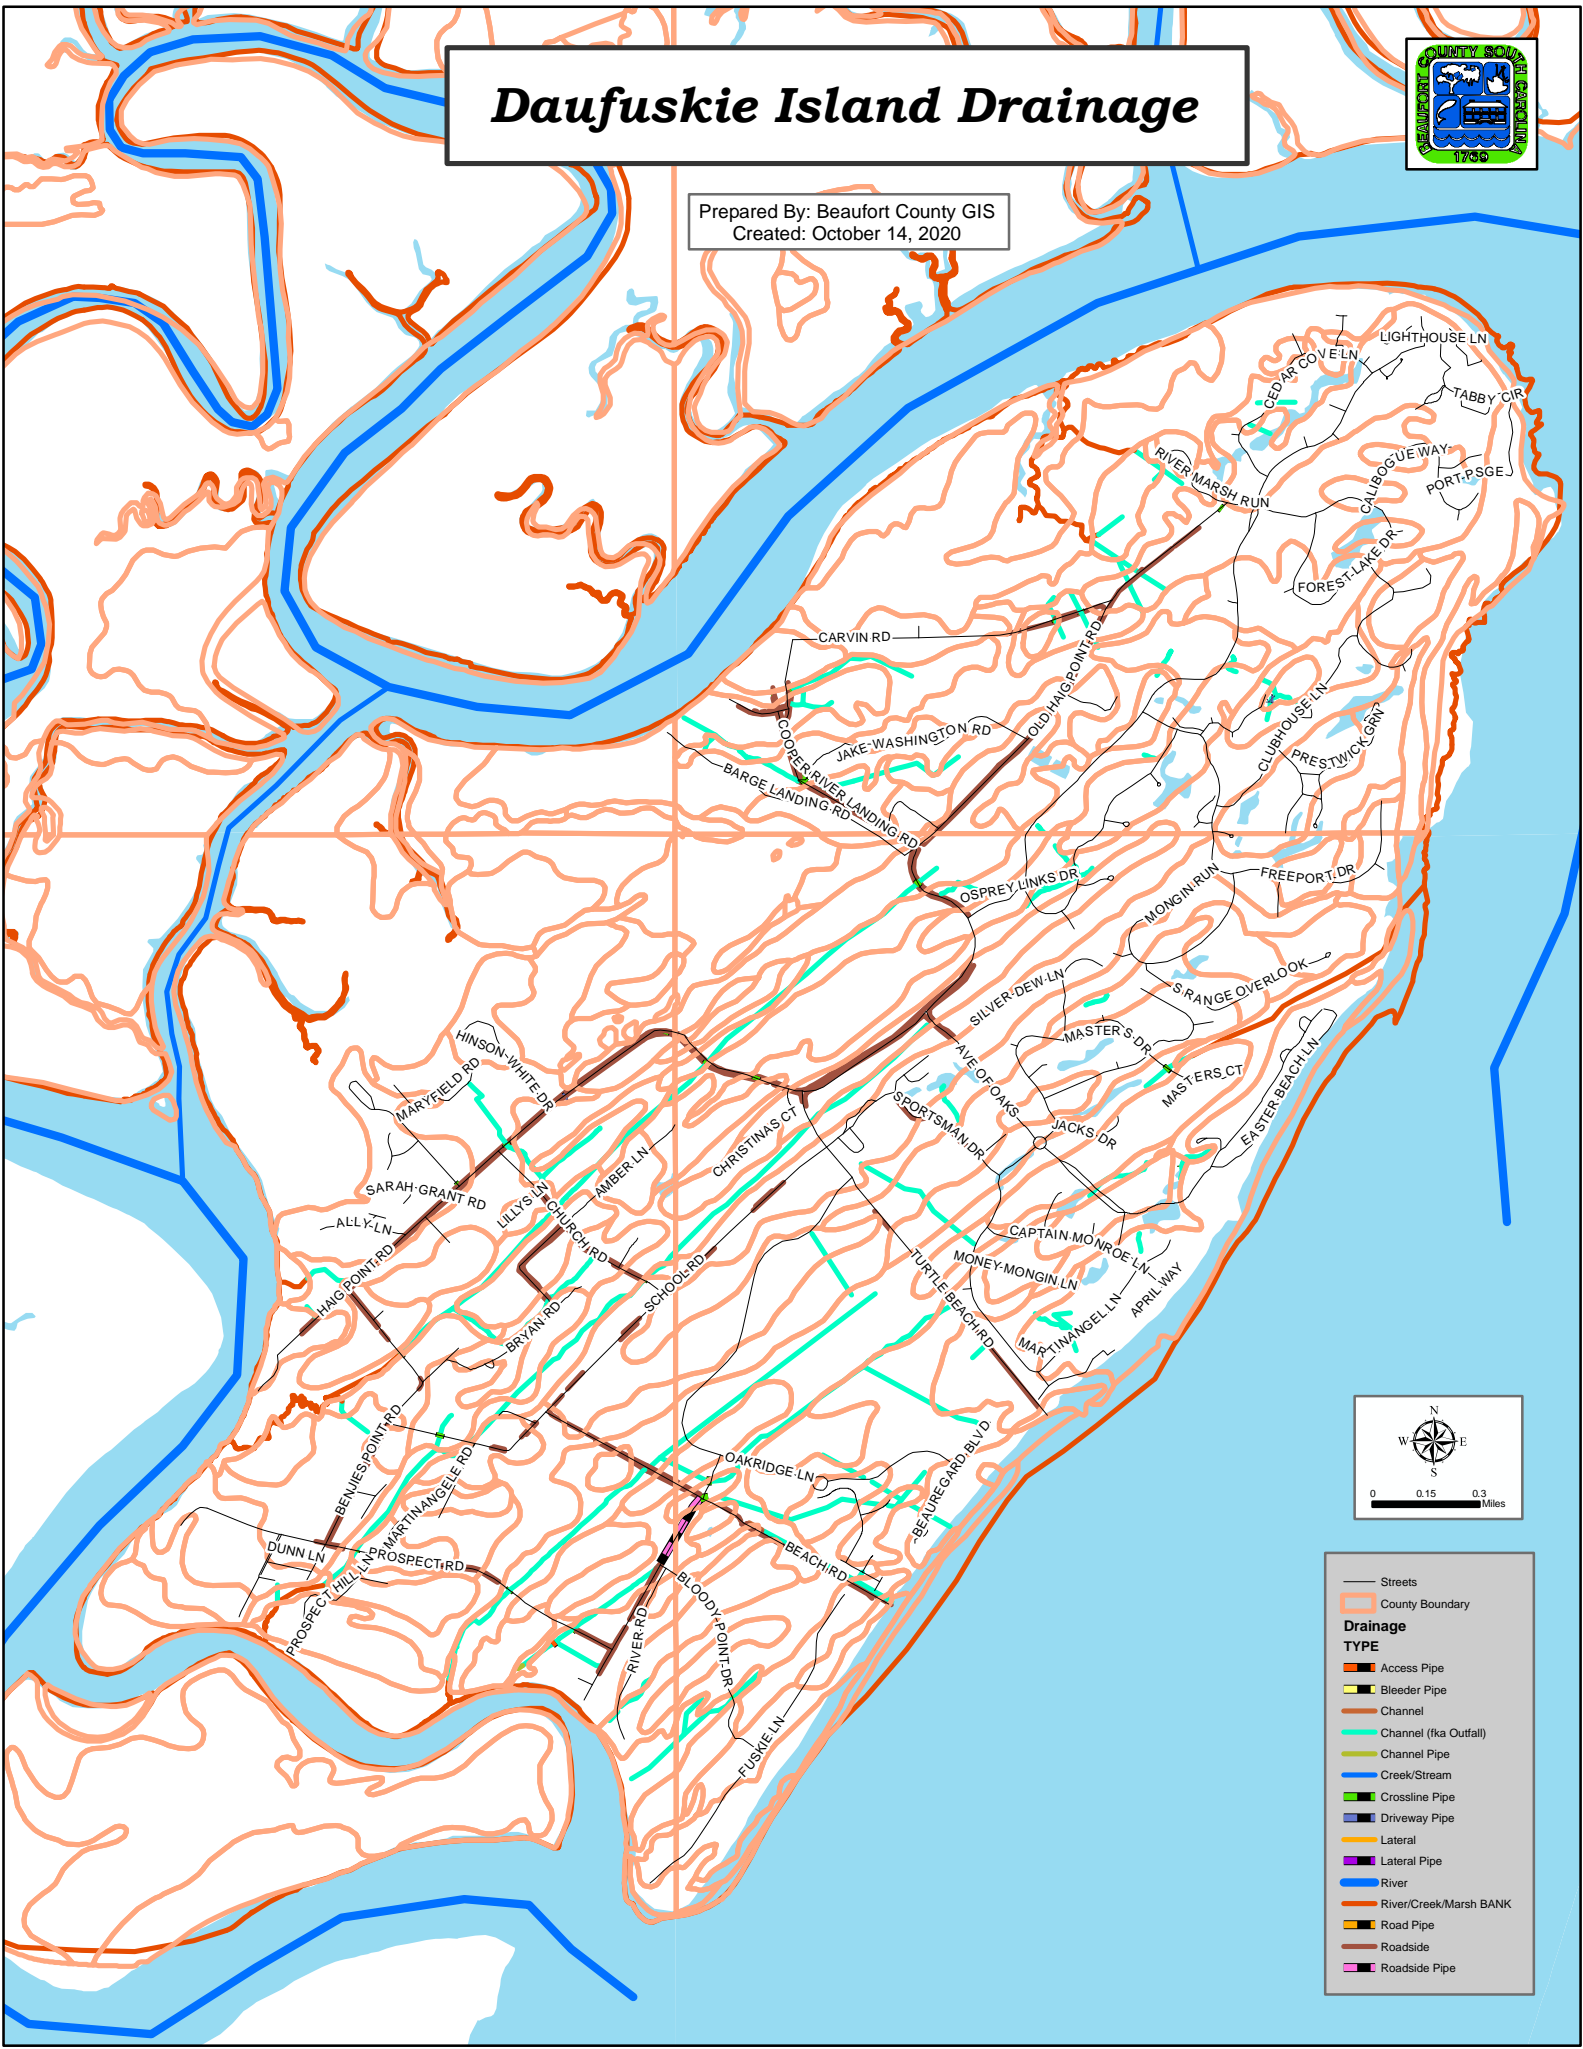 Daufuskie Island Drainage
BEAUFORT COUNTY SOUTH CAROLINA
1769
Prepared By: Beaufort County GIS
Created: October 14, 2020
LIGHTHOUSE LN
CEDAR COVE LN
TABBY CIR
CALIBOGUE WAY
PORT PSGE
RIVER MARSH RUN
FOREST LAKE DR
CARVIN RD
OLD HAIG POINT RD
CLUBHOUSE LN
PRESTWICK GRN
JAKE WASHINGTON RD
COOPER RIVER LANDING RD
BARGE LANDING RD
OSPREY LINKS DR
FREEPORT DR
MONGIN RUN
S RANGE OVERLOOK
SILVER DEW LN
MASTERS DR
MASTERS CT
AVE OF OAKS
EASTER BEACH LN
HINSON WHITE DR
MARYFIELD RD
SPORTSMAN DR
JACKS DR
CHRISTINAS CT
AMBER LN
SARAH GRANT RD
LILLYS LN
CHURCH RD
ALLY LN
HAIG POINT RD
CAPTAIN MONROE LN
MONEY MONGIN LN
TURTLE BEACH RD
SCHOOL RD
APRIL WAY
MARTINANGEL LN
BRYAN RD
BENJIES POINT RD
MARTINANGELE RD
OAKRIDGE LN
BEAUREGARD BLVD
DUNN LN
PROSPECT RD
PROSPECT HILL LN
BEACH RD
BLOODY POINT DR
RIVER RD
FUSKIE LN
N
W
E
S
0
0.15
0.3
Miles
Streets
County Boundary
Drainage
TYPE
Access Pipe
Bleeder Pipe
Channel
Channel (fka Outfall)
Channel Pipe
Creek/Stream
Crossline Pipe
Driveway Pipe
Lateral
Lateral Pipe
River
River/Creek/Marsh BANK
Road Pipe
Roadside
Roadside Pipe